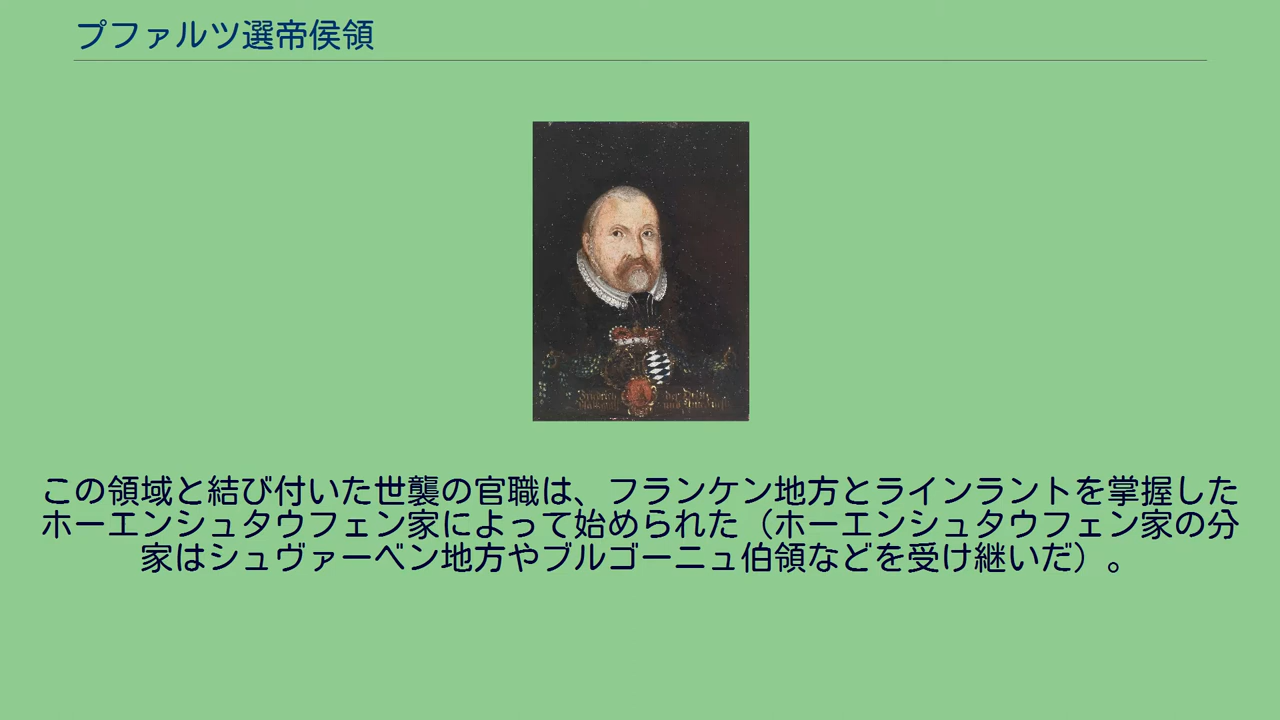 プファルツ選帝侯領
Friedrich
この領域と結び付いた世襲の官職は、フランケン地方とラインラントを掌握した
ホーエンシュタウフェン家によって始められた（ホーエンシュタウフェン家の分
家はシュヴァーベン地方やブルゴーニュ伯領などを受け継いだ）。